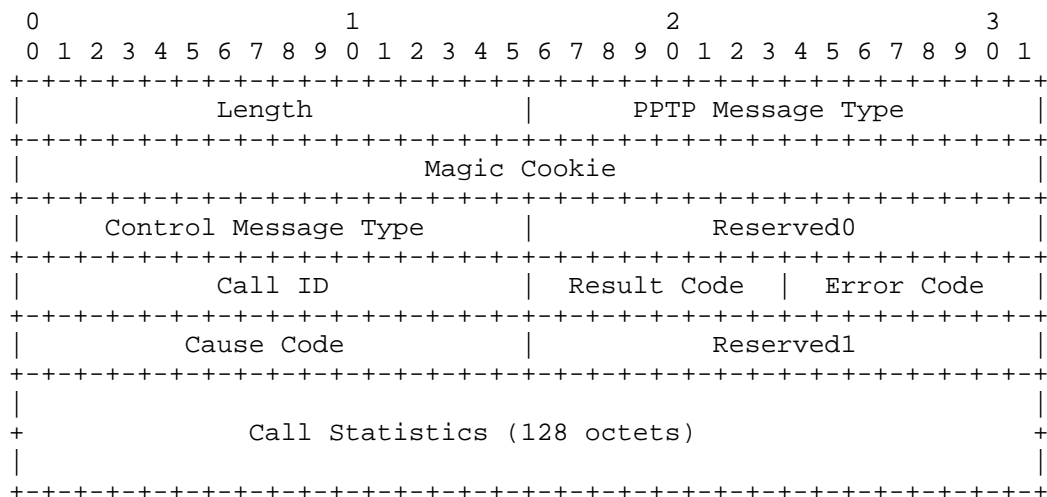 0                   1                   2                   3
 0 1 2 3 4 5 6 7 8 9 0 1 2 3 4 5 6 7 8 9 0 1 2 3 4 5 6 7 8 9 0 1
+-+-+-+-+-+-+-+-+-+-+-+-+-+-+-+-+-+-+-+-+-+-+-+-+-+-+-+-+-+-+-+-+
|            Length             |      PPTP Message Type        |
+-+-+-+-+-+-+-+-+-+-+-+-+-+-+-+-+-+-+-+-+-+-+-+-+-+-+-+-+-+-+-+-+
|                         Magic Cookie                          |
+-+-+-+-+-+-+-+-+-+-+-+-+-+-+-+-+-+-+-+-+-+-+-+-+-+-+-+-+-+-+-+-+
|     Control Message Type      |           Reserved0           |
+-+-+-+-+-+-+-+-+-+-+-+-+-+-+-+-+-+-+-+-+-+-+-+-+-+-+-+-+-+-+-+-+
|            Call ID            |  Result Code  |  Error Code   |
+-+-+-+-+-+-+-+-+-+-+-+-+-+-+-+-+-+-+-+-+-+-+-+-+-+-+-+-+-+-+-+-+
|          Cause Code           |           Reserved1           |
+-+-+-+-+-+-+-+-+-+-+-+-+-+-+-+-+-+-+-+-+-+-+-+-+-+-+-+-+-+-+-+-+
|                                                               |
+              Call Statistics (128 octets)                     +
|                                                               |
+-+-+-+-+-+-+-+-+-+-+-+-+-+-+-+-+-+-+-+-+-+-+-+-+-+-+-+-+-+-+-+-+